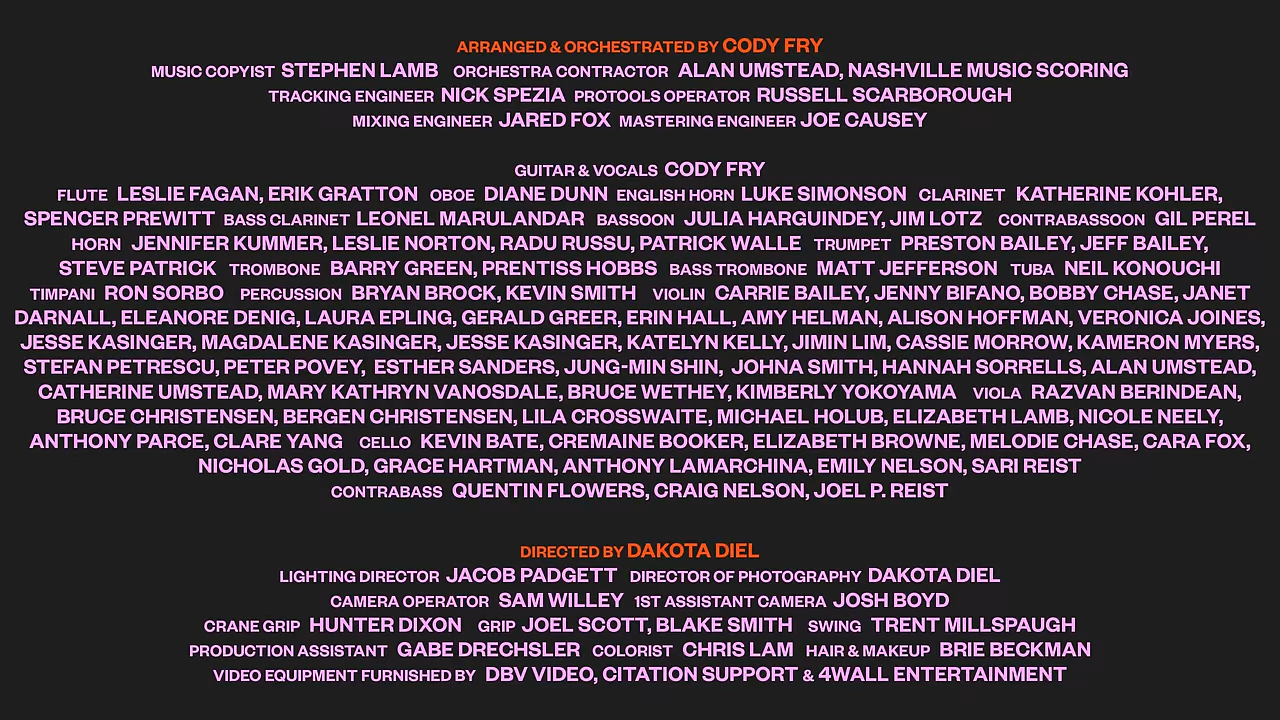 ARRANGED & ORCHESTRATED BY CODY FRY
MUSIC COPYIST STEPHEN LAMB ORCHESTRA CONTRACTOR ALAN UMSTEAD, NASHVILLE MUSIC SCORING
TRACKING ENGINEER NICK SPEZIA PROTOOLS OPERATOR RUSSELL SCARBOROUGH
MIXING ENGINEER JARED FOX MASTERING ENGINEER JOE CAUSEY
GUITAR & VOCALS CODY FRY
FLUTE LESLIE FAGAN, ERIK GRATTON OBOE DIANE DUNN ENGLISH HORN LUKE SIMONSON CLARINET KATHERINE KOHLER,
SPENCER PREWITT BASS CLARINET LEONEL MARULANDAR BASSOON JULIA HARGUINDEY, JIM LOTZ CONTRABASSOON GIL PEREL
HORN JENNIFER KUMMER, LESLIE NORTON, RADU RUSSU, PATRICK WALLE TRUMPET PRESTON BAILEY, JEFF BAILEY,
STEVE PATRICK TROMBONE BARRY GREEN, PRENTISS HOBBS BASS TROMBONE MATT JEFFERSON TUBA NEIL KONOUCHI
TIMPANI RON SORBO PERCUSSION BRYAN BROCK, KEVIN SMITH VIOLIN CARRIE BAILEY, JENNY BIFANO, BOBBY CHASE, JANET
DARNALL, ELEANORE DENIG, LAURA EPLING, GERALD GREER, ERIN HALL, AMY HELMAN, ALISON HOFFMAN, VERONICA JOINES,
JESSE KASINGER, MAGDALENE KASINGER, JESSE KASINGER, KATELYN KELLY, JIMIN LIM, CASSIE MORROW, KAMERON MYERS,
STEFAN PETRESCU, PETER POVEY, ESTHER SANDERS, JUNG-MIN SHIN, JOHNA SMITH, HANNAH SORRELLS, ALAN UMSTEAD,
CATHERINE UMSTEAD, MARY KATHRYN VANOSDALE, BRUCE WETHEY, KIMBERLY YOKOYAMA VIOLA RAZVAN BERINDEAN,
BRUCE CHRISTENSEN, BERGEN CHRISTENSEN, LILA CROSSWAITE, MICHAEL HOLUB, ELIZABETH LAMB, NICOLE NEELY,
ANTHONY PARCE, CLARE YANG CELLO KEVIN BATE, CREMAINE BOOKER, ELIZABETH BROWNE, MELODIE CHASE, CARA FOX,
NICHOLAS GOLD, GRACE HARTMAN, ANTHONY LAMARCHINA, EMILY NELSON, SARI REIST
CONTRABASS QUENTIN FLOWERS, CRAIG NELSON, JOEL P. REIST
DIRECTED BY DAKOTA DIEL
LIGHTING DIRECTOR JACOB PADGETT DIRECTOR OF PHOTOGRAPHY DAKOTA DIEL
CAMERA OPERATOR SAM WILLEY 1ST ASSISTANT CAMERA JOSH BOYD
CRANE GRIP HUNTER DIXON GRIP JOEL SCOTT, BLAKE SMITH SWING TRENT MILLSPAUGH
PRODUCTION ASSISTANT GABE DRECHSLER COLORIST CHRIS LAM HAIR & MAKEUP BRIE BECKMAN
VIDEO EQUIPMENT FURNISHED BY DBV VIDEO, CITATION SUPPORT & 4WALL ENTERTAINMENT